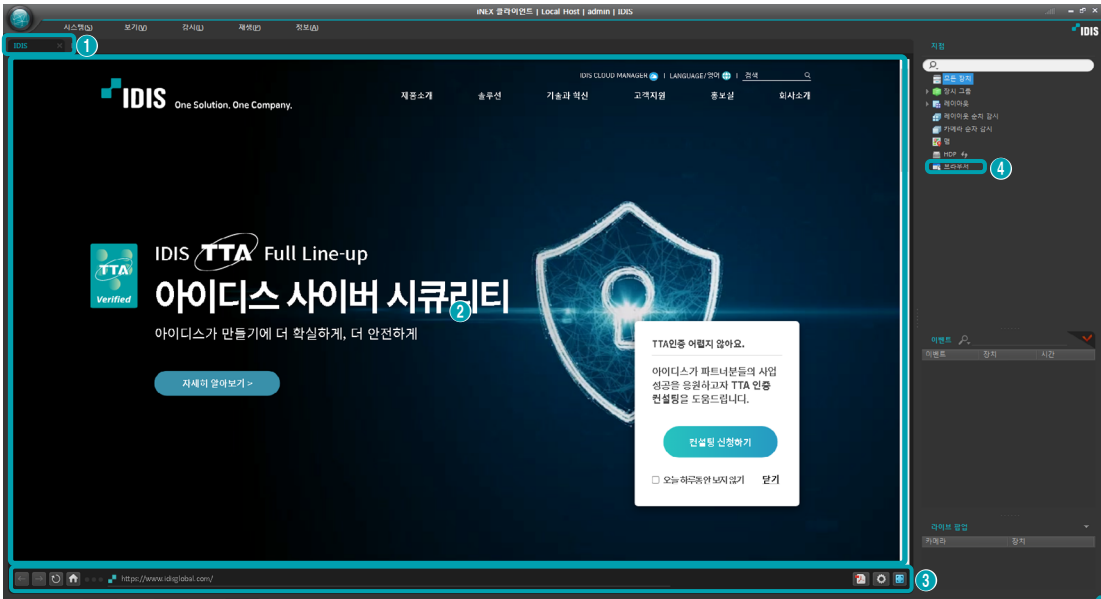 iNEX 클라이언트 | Local Host | admin | IDIS
시스템(S) 보기(V) 감시(L) 재생(P) 정보(A)
IDIS
IDIS ①
IDIS CLOUD MANAGER | LANGUAGE/언어 | 검색
IDIS One Solution. One Company.
제품소개 솔루션 기술과 혁신 고객지원 홍보실 회사소개
TTA Verified
IDIS TTA Full Line-up
아이디스 사이버 시큐리티
②
아이디스가 만들기에 더 확실하게, 더 안전하게
자세히 알아보기 >
TTA인증 어렵지 않아요.
아이디스가 파트너분들의 사업
성공을 응원하고자 TTA 인증
컨설팅을 도움드립니다.
컨설팅 신청하기
오늘 하루동안 보지 않기 닫기
https://www.idisglobal.com/
③
지점
모든 장치
장치 그룹
레이아웃
레이아웃 순차 감시
카메라 순차 감시
맵
HDP
브라우저 ④
이벤트
이벤트 장치 시간
라이브 팝업
카메라 장치